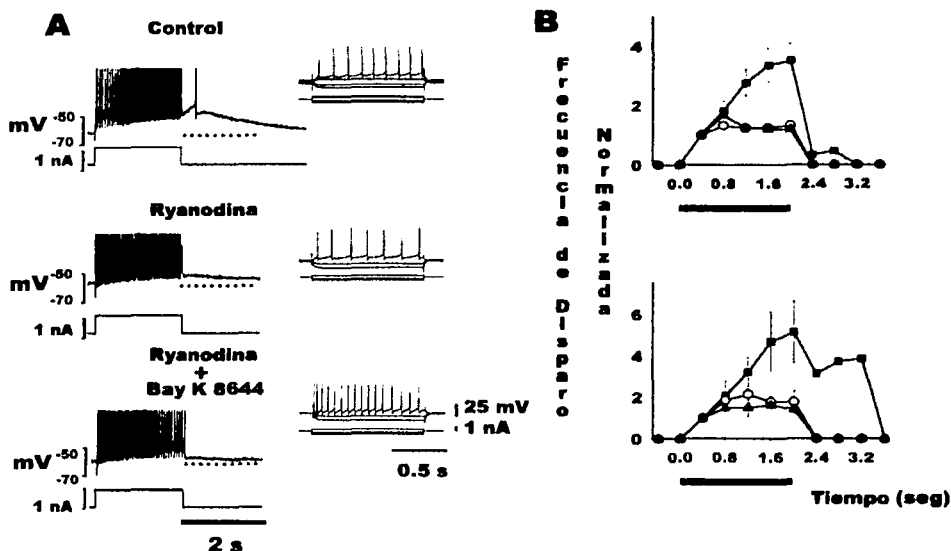 A
Control
mV
-50
-70
1 nA
Ryanodina
mV
-50
-70
1 nA
Ryanodina
+
Bay K 8644
mV
-50
-70
1 nA
2 s
25 mV
1 nA
0.5 s
B
Frecuencia de Disparo
Normalizada
4
2
0
0.0 0.8 1.6 2.4 3.2
6
4
2
0
0.0 0.8 1.6 2.4 3.2
Tiempo (seg)